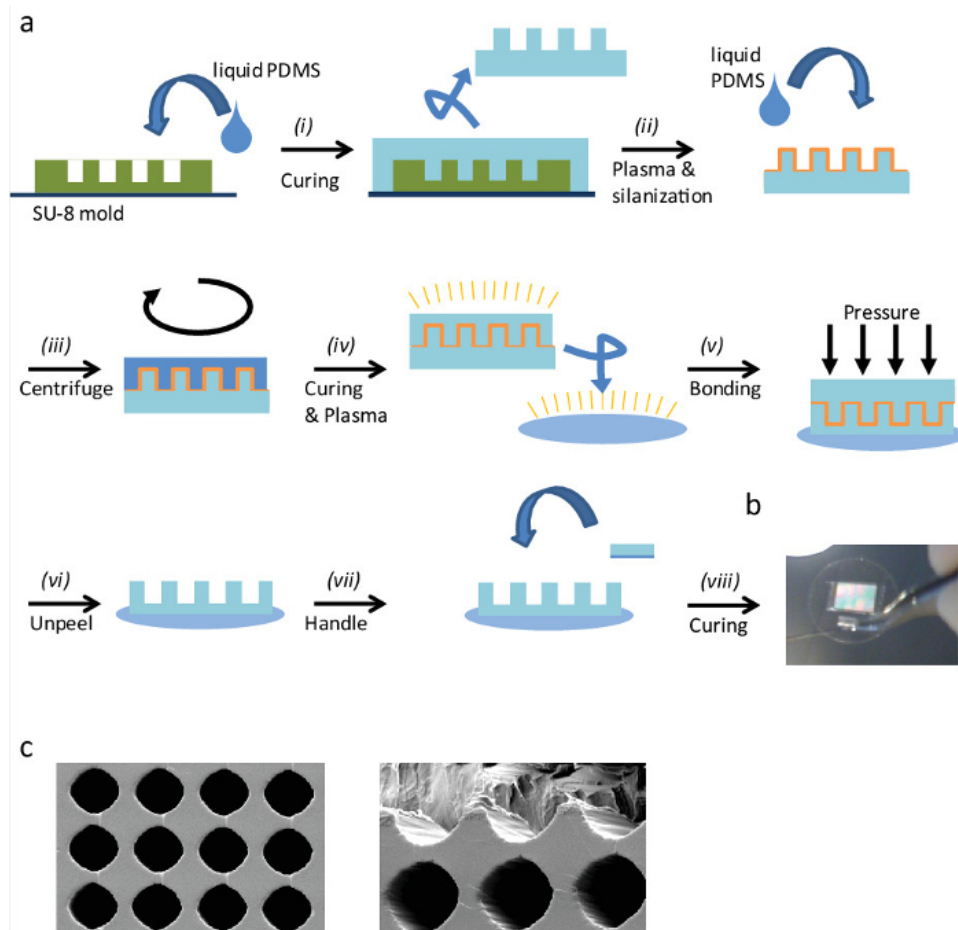 a
liquid PDMS
(i)
Curing
SU-8 mold
(ii)
Plasma &
silanization
liquid
PDMS
(iii)
Centrifuge
(iv)
Curing
& Plasma
(v)
Bonding
Pressure
(vi)
Unpeel
(vii)
Handle
(viii)
Curing
b
c